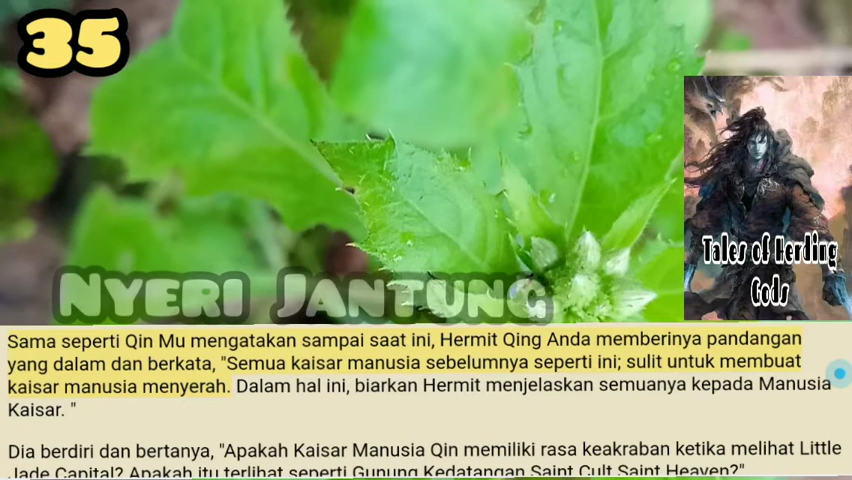 35
Tales of Herding
Gods
NYERI JANTUNG
Sama seperti Qin Mu mengatakan sampai saat ini, Hermit Qing Anda memberinya pandangan
yang dalam dan berkata, "Semua kaisar manusia sebelumnya seperti ini; sulit untuk membuat
kaisar manusia menyerah. Dalam hal ini, biarkan Hermit menjelaskan semuanya kepada Manusia
Kaisar. "
Dia berdiri dan bertanya, "Apakah Kaisar Manusia Qin memiliki rasa keakraban ketika melihat Little
Jade Capital? Apakah itu terlihat seperti Gunung Kedatangan Saint Cult Saint Heaven?"